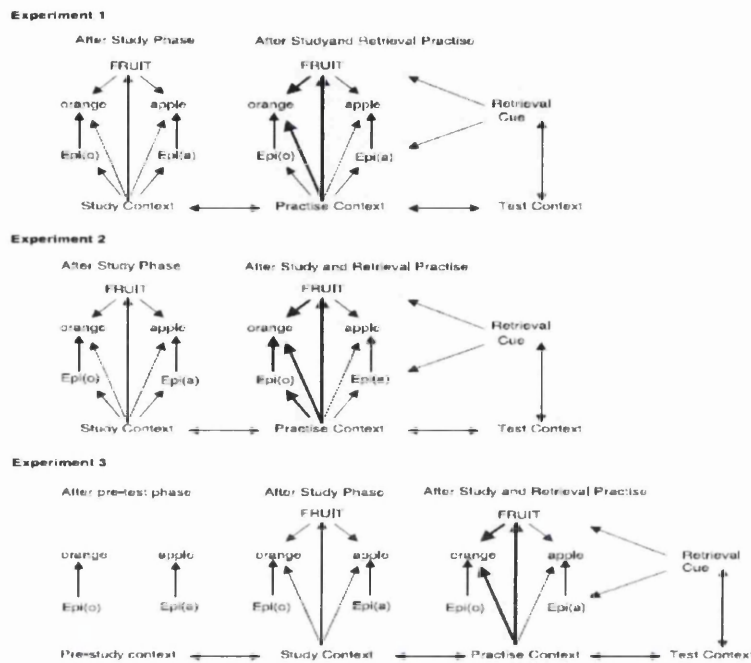 Experiment 1
After Study Phase After Studyand Retrieval Practise
FRUIT FRUIT
orange apple orange apple Retrieval
Cue
Epi(o) Epi(a) Epi(o) Epi(a)
Study Context Practise Context Test Context
Experiment 2
After Study Phase After Study and Retrieval Practise
FRUIT FRUIT
orange apple orange apple Retrieval
Cue
Epi(o) Epi(a) Epi(o) Epi(a)
Study Context Practise Context Test Context
Experiment 3
After pre-test phase After Study Phase After Study and Retrieval Practise
FRUIT FRUIT
orange apple orange apple orange apple Retrieval
Cue
Epi(o) Epi(a) Epi(o) Epi(a) Epi(o) Epi(a)
Pre-study context Study Context Practise Context Test Context